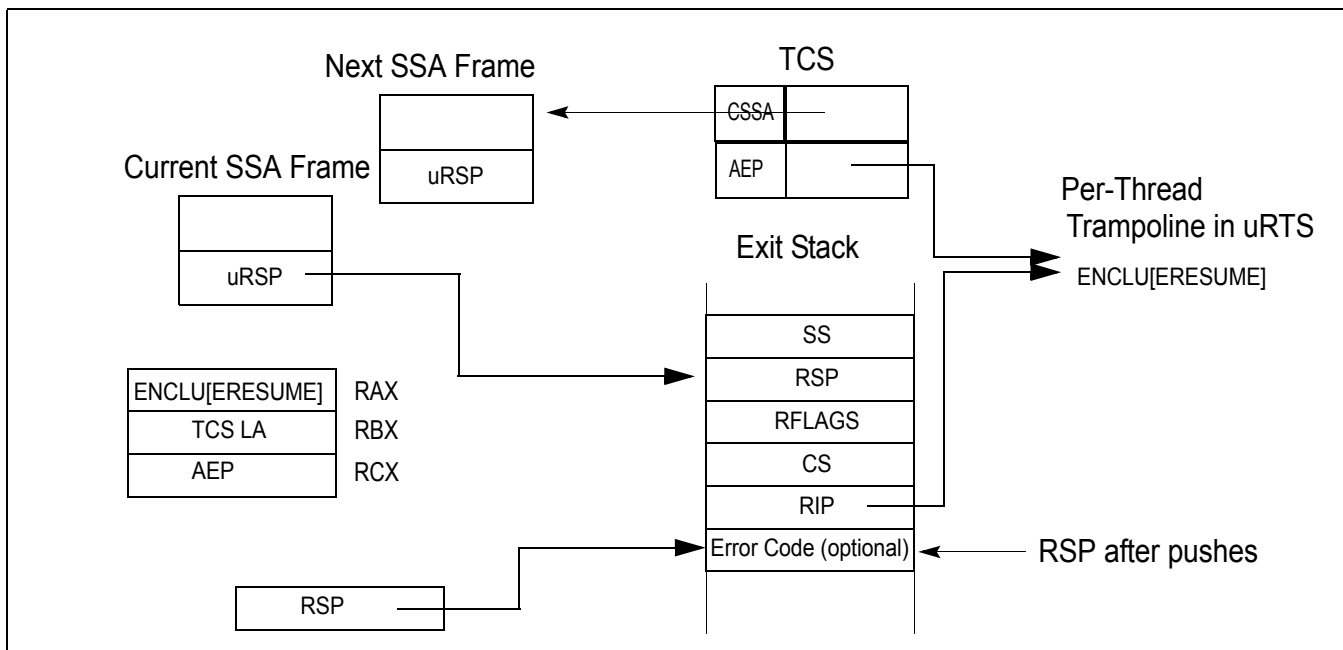 Next SSA Frame
TCS
CSSA
Current SSA Frame
uRSP
AEP
Per-Thread
Trampoline in uRTS
Exit Stack
uRSP
ENCLU[ERESUME]
SS
RSP
ENCLU[ERESUME] RAX
RFLAGS
TCS LA RBX
CS
AEP RCX
RIP
Error Code (optional)
RSP after pushes
RSP